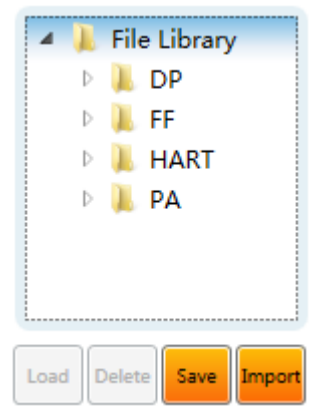 File Library
DP
FF
HART
PA
Load Delete Save Import